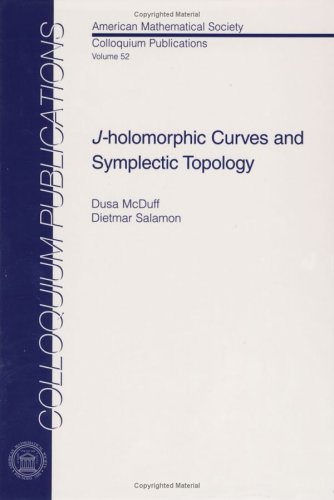 Copyrighted Material
American Mathematical Society
Colloquium Publications
Volume 52
COLLOQUIUM PUBLICATIONS
J-holomorphic Curves and
Symplectic Topology
Dusa McDuff
Dietmar Salamon
Copyrighted Material